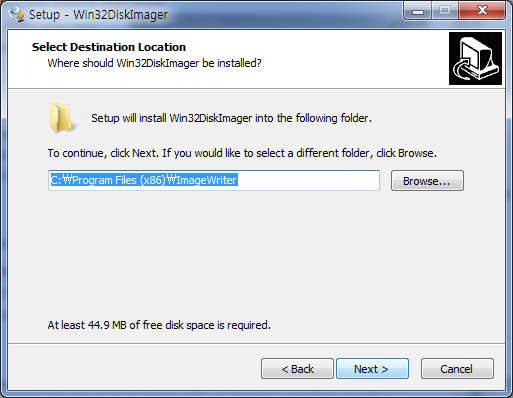 Setup - Win32DiskImager
Select Destination Location
Where should Win32DiskImager be installed?
Setup will install Win32DiskImager into the following folder.
To continue, click Next. If you would like to select a different folder, click Browse.
C:₩Program Files (x86)₩ImageWriter
Browse...
At least 44.9 MB of free disk space is required.
< Back
Next >
Cancel